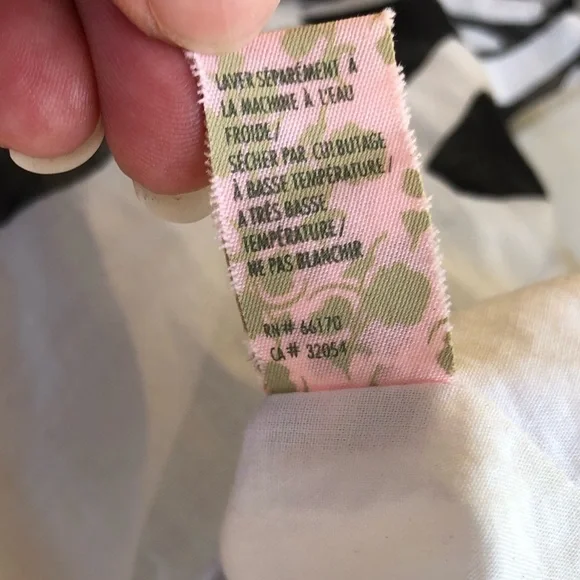 LAVER SÉPARÉMENT À
LA MACHINE À L'EAU
FROIDE/
SÉCHER PAR CULBUTAGE
À BASSE TEMPÉRATURE/
A TRÉS BASSE
TEMPÉRATURE/
NE PAS BLANCHIR
RN# 66170
CA# 32054